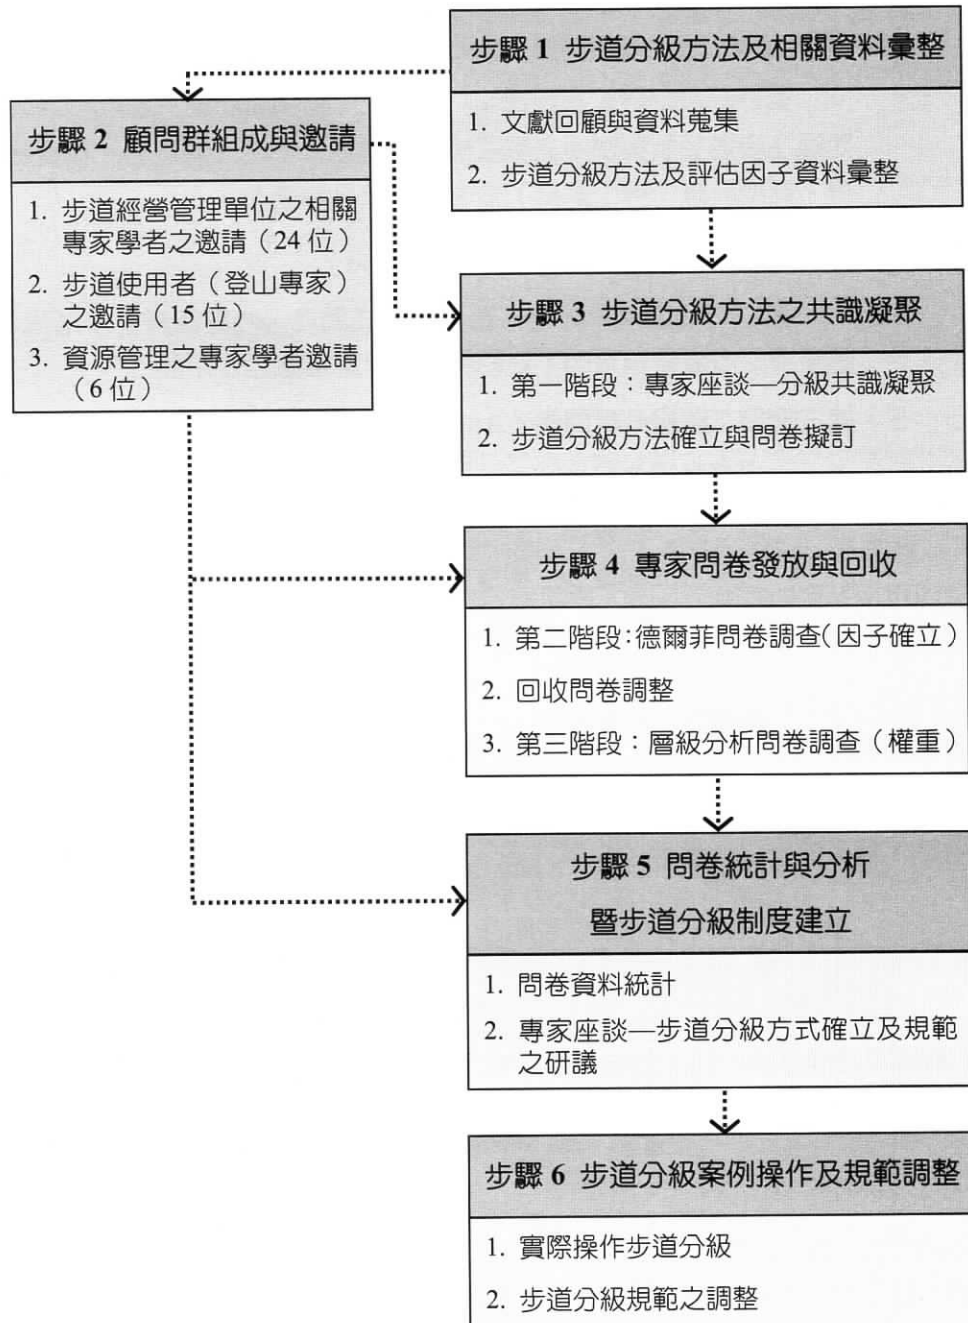 步驟 1 步道分級方法及相關資料彙整
1. 文獻回顧與資料蒐集
2. 步道分級方法及評估因子資料彙整
步驟 2 顧問群組成與邀請
1. 步道經營管理單位之相關
專家學者之邀請（24 位）
2. 步道使用者（登山專家）
之邀請（15 位）
3. 資源管理之專家學者邀請
（6 位）
步驟 3 步道分級方法之共識凝聚
1. 第一階段：專家座談—分級共識凝聚
2. 步道分級方法確立與問卷擬訂
步驟 4 專家問卷發放與回收
1. 第二階段：德爾菲問卷調查（因子確立）
2. 回收問卷調整
3. 第三階段：層級分析問卷調查（權重）
步驟 5 問卷統計與分析
暨步道分級制度建立
1. 問卷資料統計
2. 專家座談—步道分級方式確立及規範
之研議
步驟 6 步道分級案例操作及規範調整
1. 實際操作步道分級
2. 步道分級規範之調整